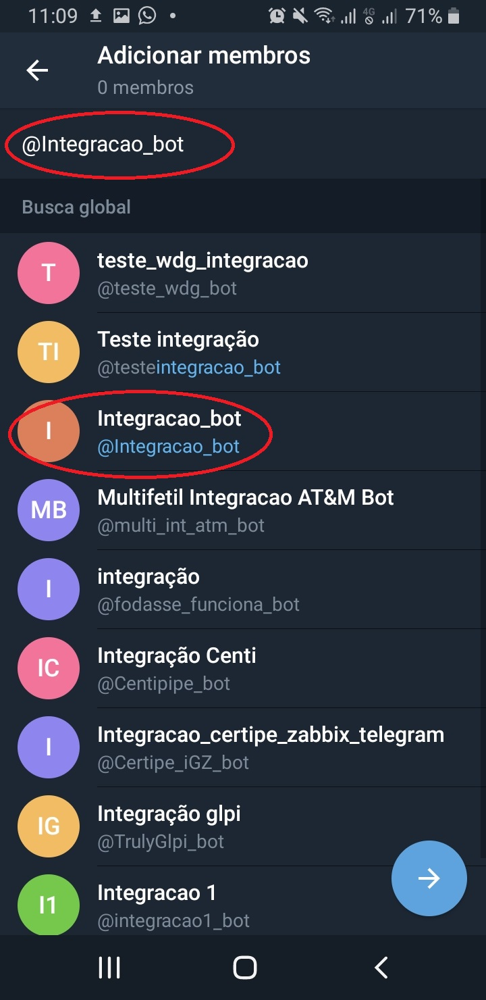 11:09
4G
71%
Adicionar membros
0 membros
@Integracao_bot
Busca global
T
teste_wdg_integracao
@teste_wdg_bot
TI
Teste integração
@testeintegracao_bot
I
Integracao_bot
@Integracao_bot
MB
Multifetil Integracao AT&M Bot
@multi_int_atm_bot
I
integração
@fodasse_funciona_bot
IC
Integração Centi
@Centipipe_bot
I
Integracao_certipe_zabbix_telegram
@Certipe_iGZ_bot
IG
Integração glpi
@TrulyGlpi_bot
I1
Integracao 1
@integracao1_bot